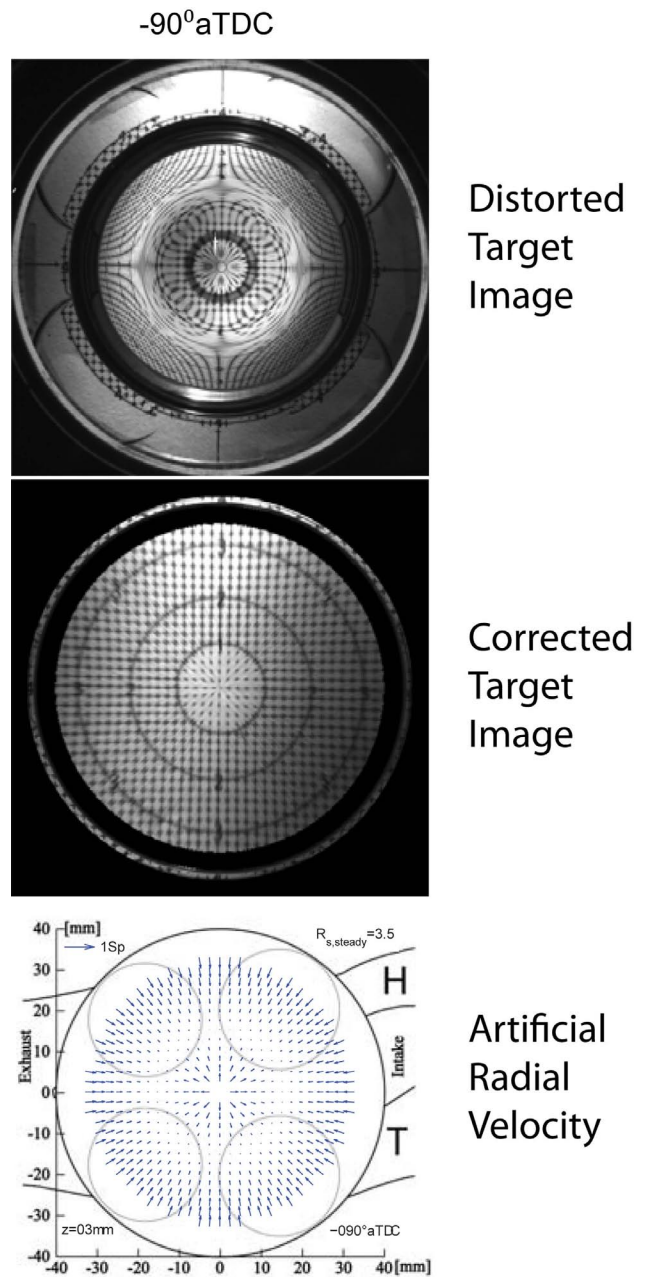 -90⁰aTDC
Distorted
Target
Image
Corrected
Target
Image
40 [mm]
1Sp
R_s,steady=3.5
30
20
10
0
-10
-20
-30
-40
Exhaust
H
Intake
T
z=03mm
−090°aTDC
-40 -30 -20 -10 0 10 20 30 40 [mm]
Artificial
Radial
Velocity